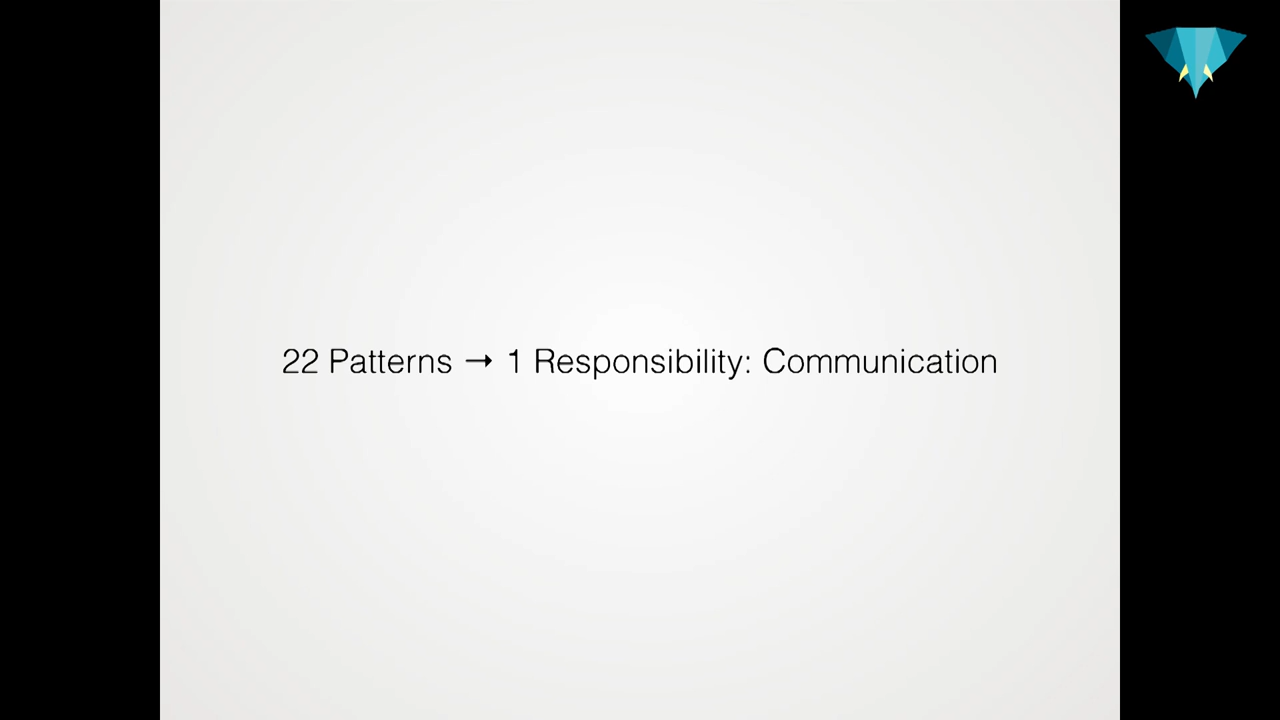 22 Patterns → 1 Responsibility: Communication